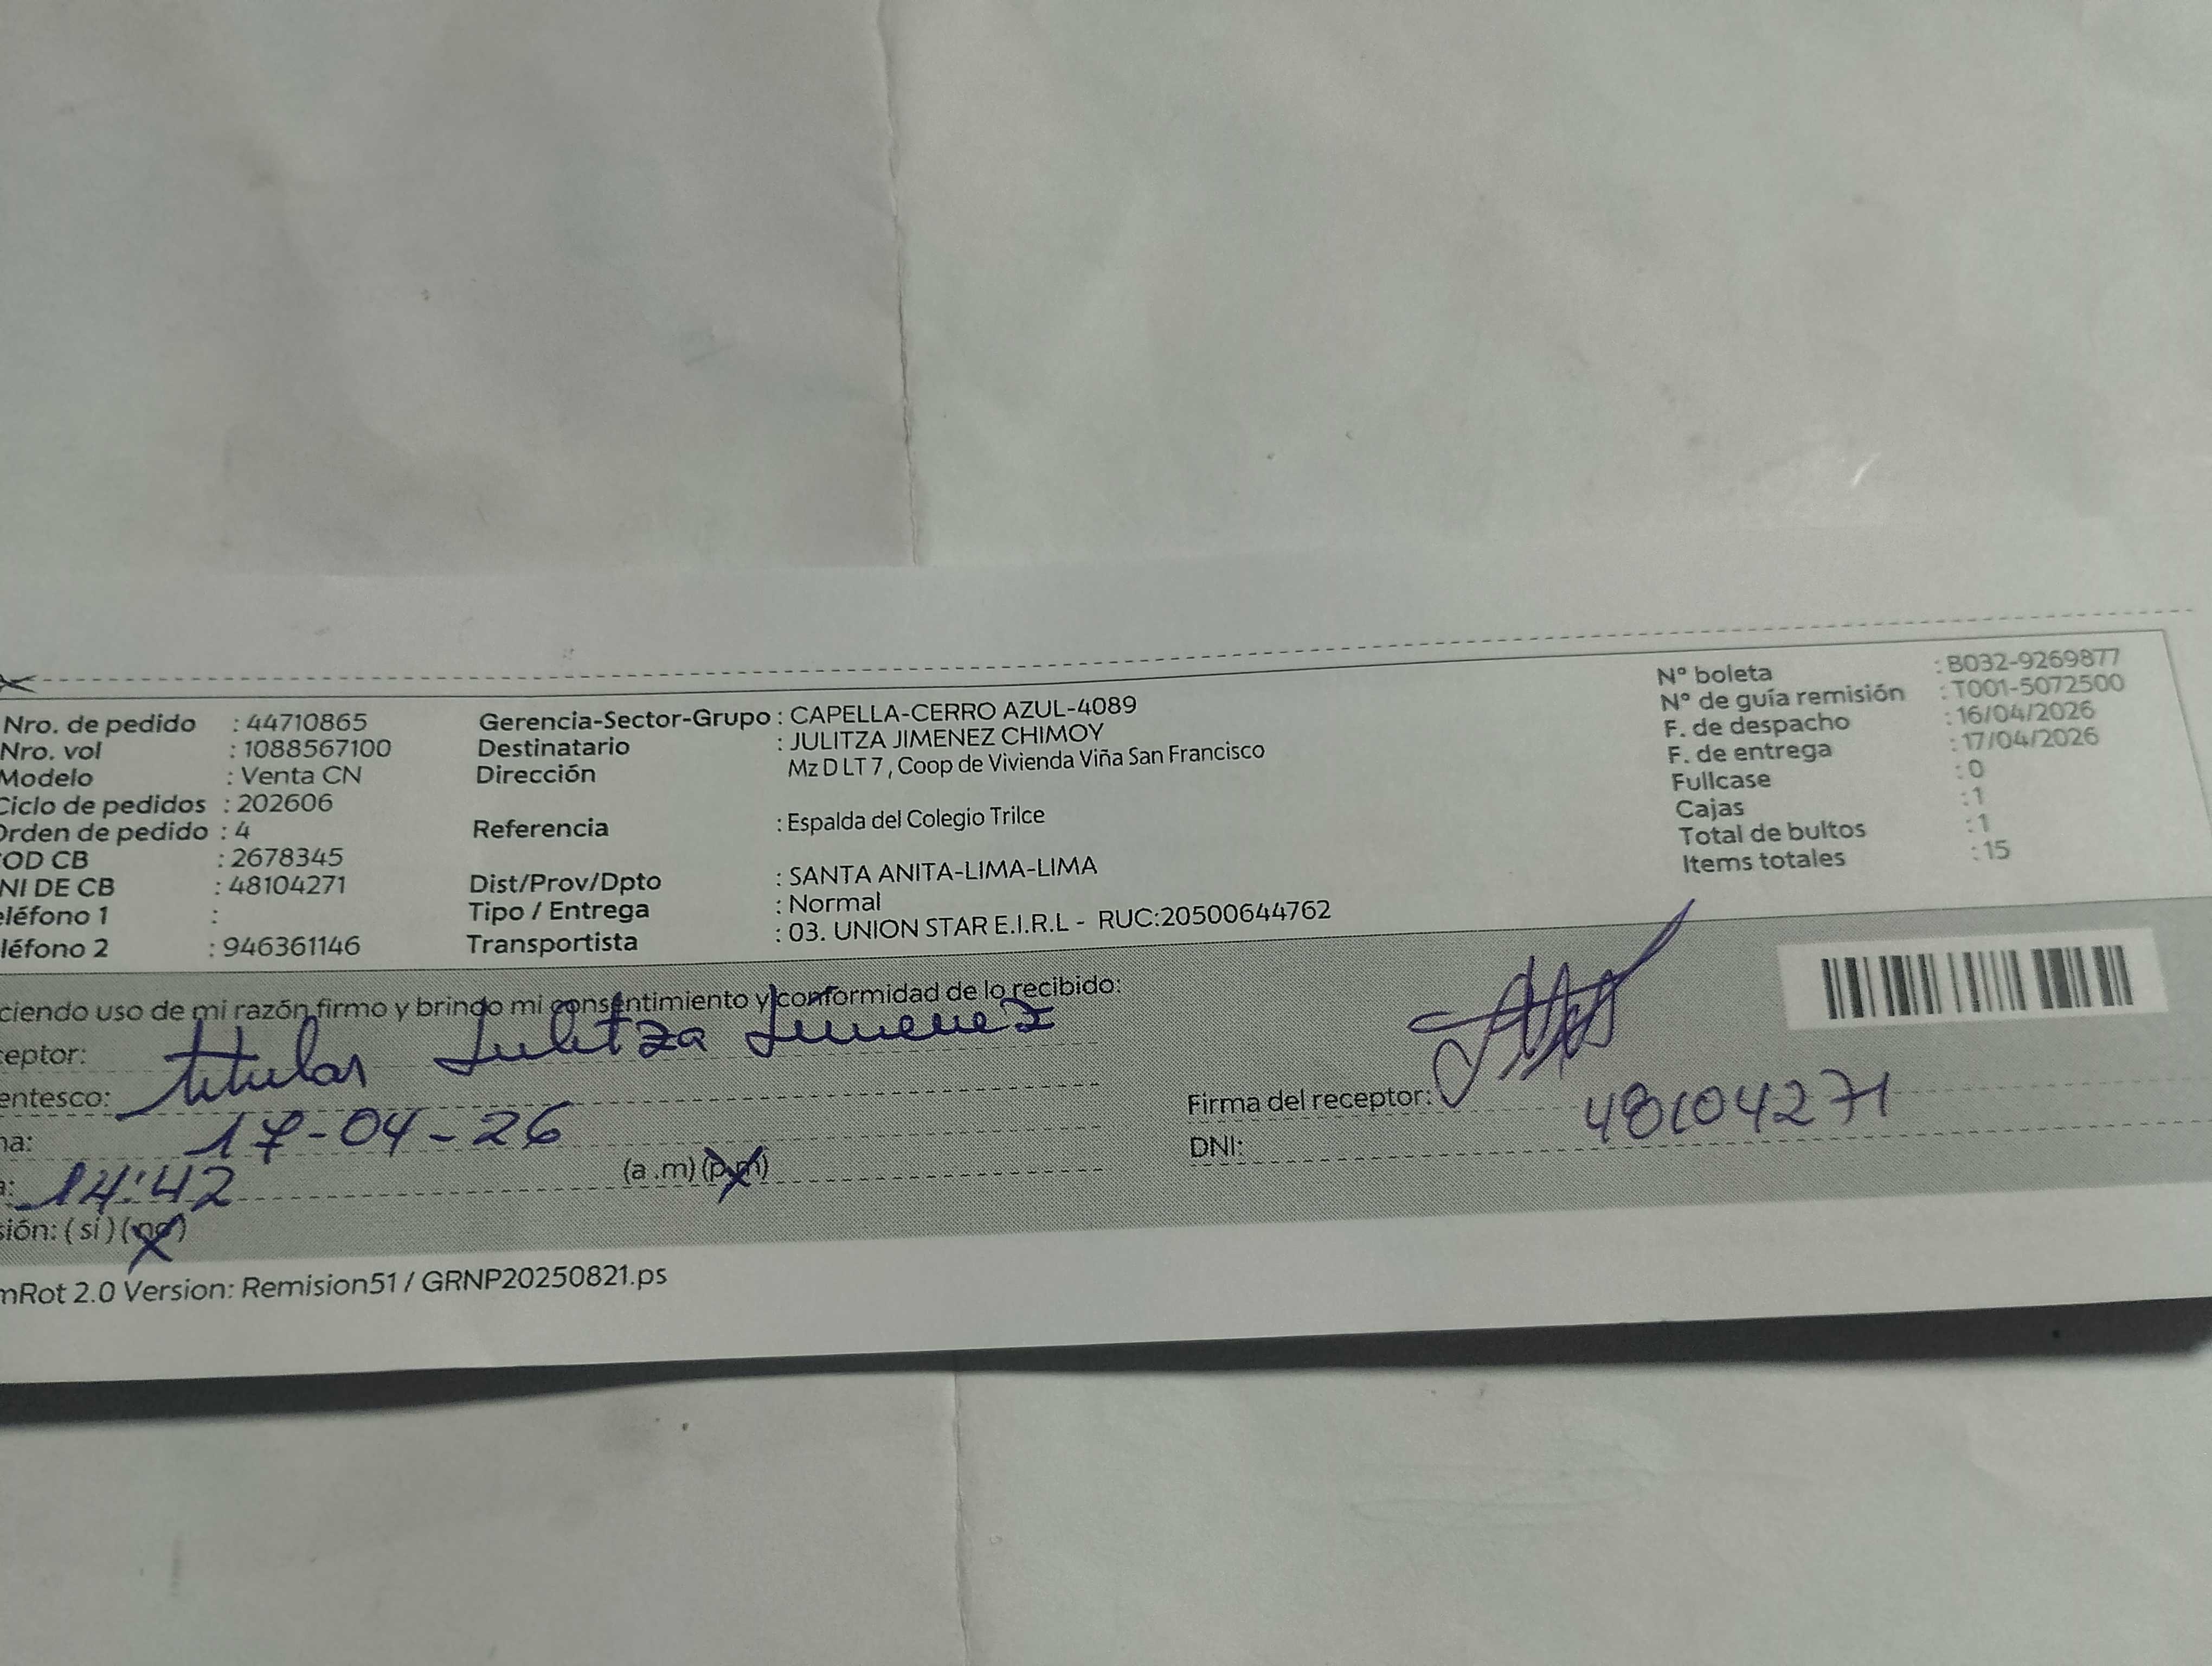 Nro. de pedido : 44710865
Nro. vol : 1088567100
Modelo : Venta CN
Ciclo de pedidos : 202606
Orden de pedido : 4
OD CB : 2678345
NI DE CB : 48104271
eléfono 1 :
léfono 2 : 946361146
Gerencia-Sector-Grupo : CAPELLA-CERRO AZUL-4089
Destinatario : JULITZA JIMENEZ CHIMOY
Dirección Mz D LT 7 , Coop de Vivienda Viña San Francisco
Referencia : Espalda del Colegio Trilce
Dist/Prov/Dpto : SANTA ANITA-LIMA-LIMA
Tipo / Entrega : Normal
Transportista : 03. UNION STAR E.I.R.L - RUC:20500644762
N° boleta : B032-9269877
N° de guía remisión : T001-5072500
F. de despacho : 16/04/2026
F. de entrega : 17/04/2026
Fullcase : 0
Cajas : 1
Total de bultos : 1
Items totales : 15
ciendo uso de mi razón firmo y brindo mi consentimiento y conformidad de lo recibido:
eptor: Julitza Jimenez
entesco: titular
na: 17-04-26
a: 14:42 (a .m) (p.m)
sión: ( si ) (no)
Firma del receptor:
DNI: 48104271
mRot 2.0 Version: Remision51 / GRNP20250821.ps